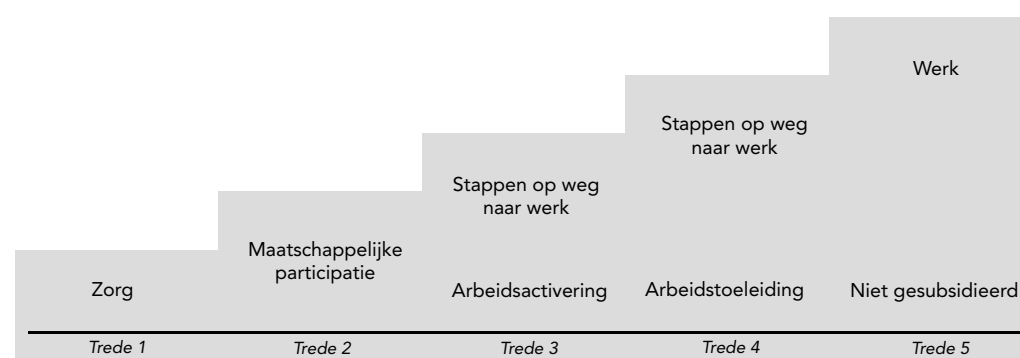 Werk
Stappen op weg
naar werk
Stappen op weg
naar werk
Maatschappelijke
participatie
Zorg
Arbeidsactivering
Arbeidstoeleiding
Niet gesubsidieerd
Trede 1
Trede 2
Trede 3
Trede 4
Trede 5